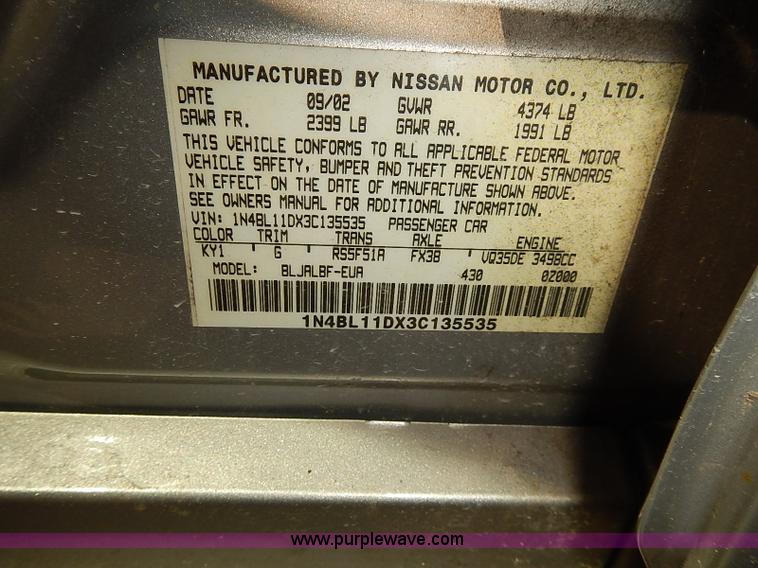 MANUFACTURED BY NISSAN MOTOR CO., LTD.
DATE 09/02 GVWR 4374 LB
GAWR FR. 2399 LB GAWR RR. 1991 LB
THIS VEHICLE CONFORMS TO ALL APPLICABLE FEDERAL MOTOR
VEHICLE SAFETY, BUMPER AND THEFT PREVENTION STANDARDS
IN EFFECT ON THE DATE OF MANUFACTURE SHOWN ABOVE.
SEE OWNERS MANUAL FOR ADDITIONAL INFORMATION.
VIN: 1N4BL11DX3C135535 PASSENGER CAR
COLOR TRIM TRANS AXLE ENGINE
KY1 G RS5F51A FX38 VQ35DE 3498CC
MODEL: BLJALBF-EUA 430 0Z000
1N4BL11DX3C135535
www.purplewave.com